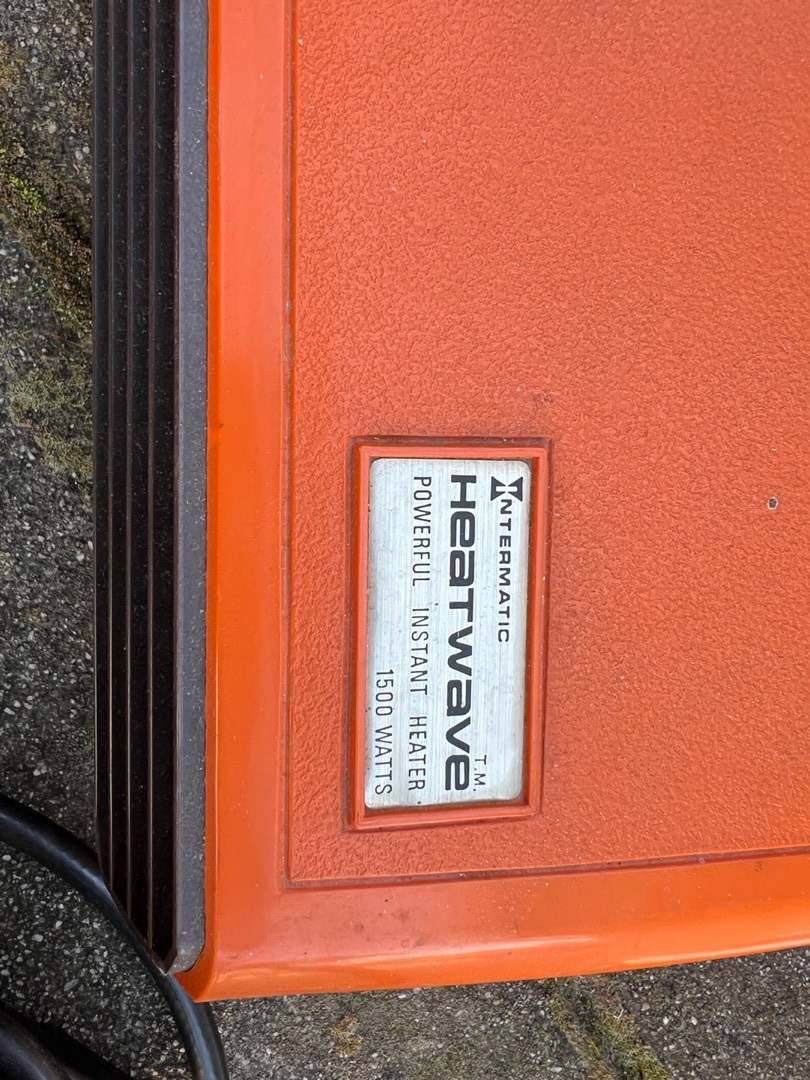 INTERMATIC
HeatWave T.M.
POWERFUL INSTANT HEATER.
1500 WATTS